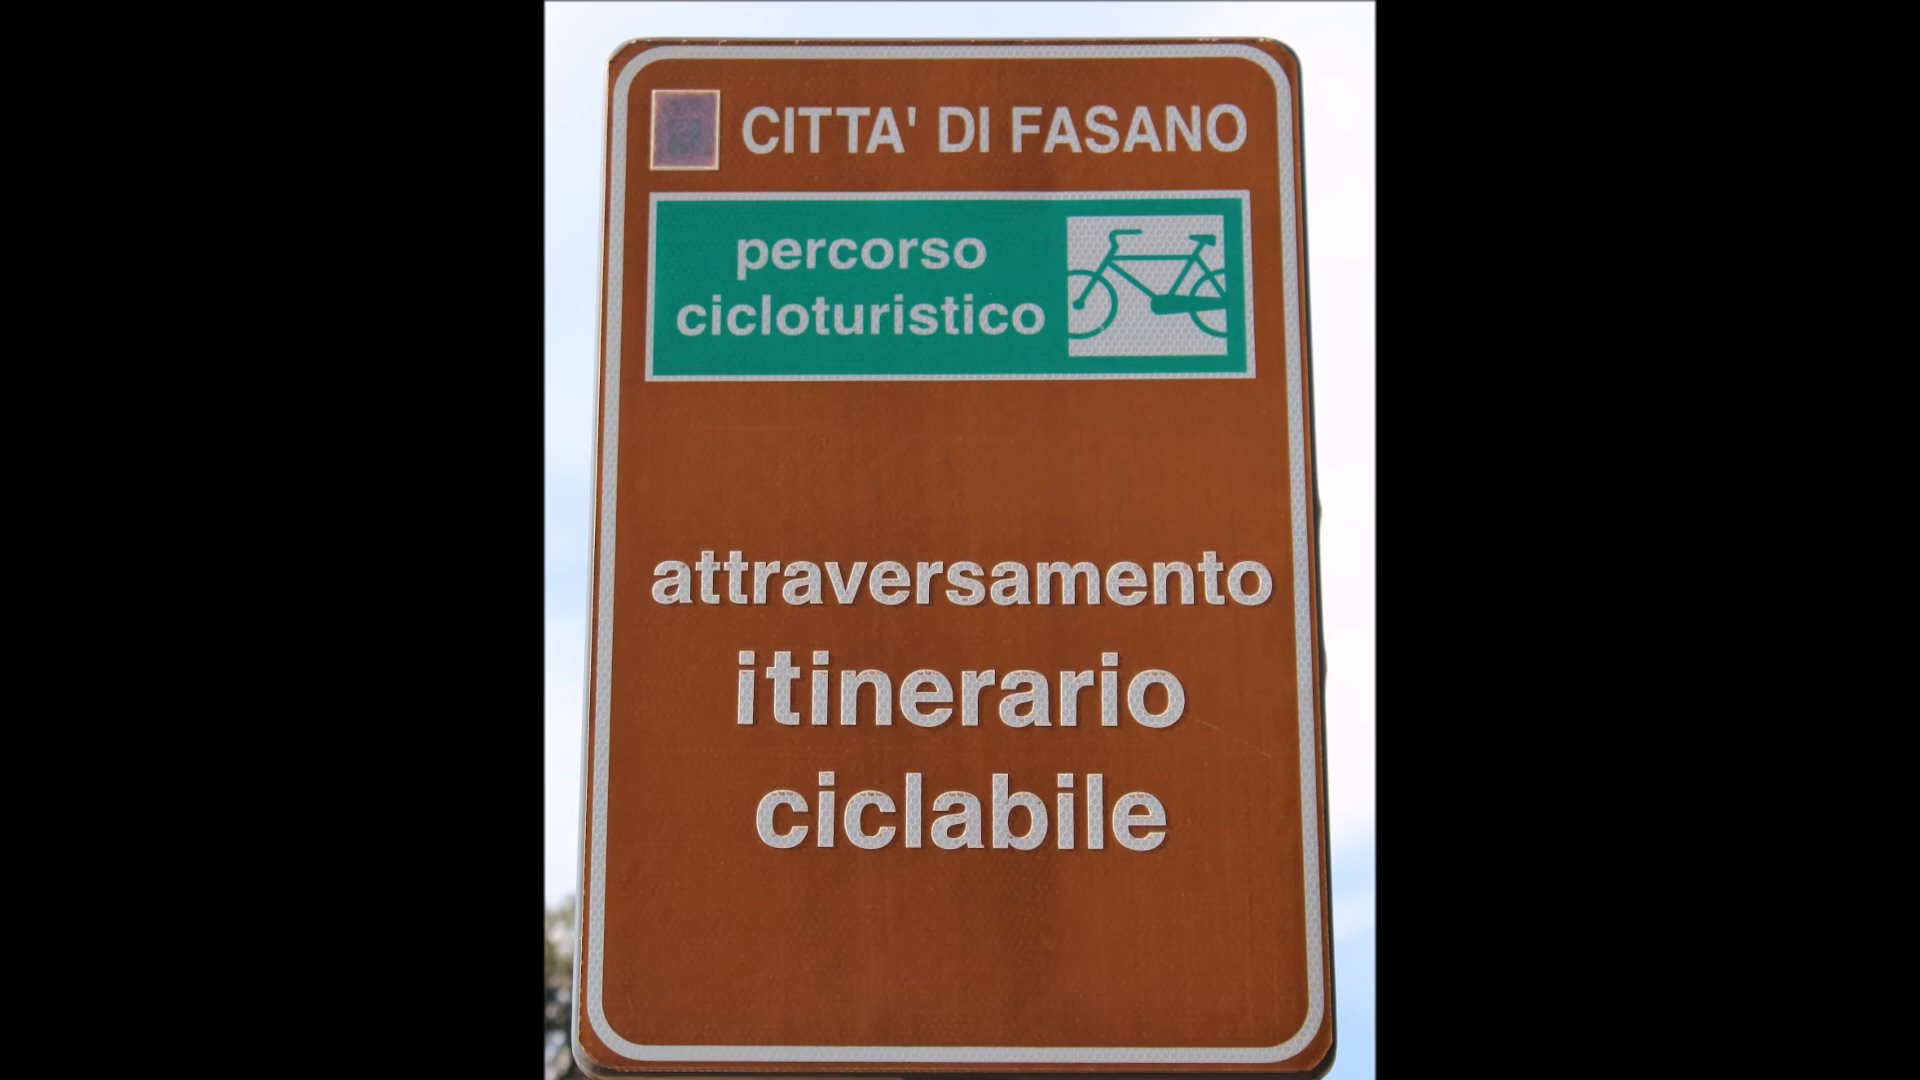 CITTA' DI FASANO
percorso
cicloturistico
attraversamento
itinerario
ciclabile